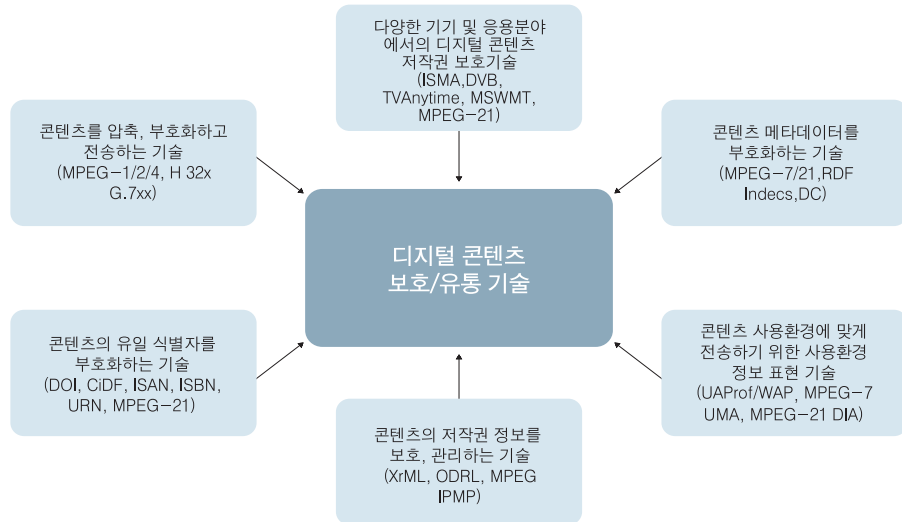 다양한 기기 및 응용분야
에서의 디지털 콘텐츠
저작권 보호기술
(ISMA,DVB,
TVAnytime, MSWMT,
MPEG-21)
콘텐츠를 압축, 부호화하고
전송하는 기술
(MPEG-1/2/4, H 32x
G.7xx)
콘텐츠 메타데이터를
부호화하는 기술
(MPEG-7/21,RDF
Indecs,DC)
디지털 콘텐츠
보호/유통 기술
콘텐츠의 유일 식별자를
부호화하는 기술
(DOI, CiDF, ISAN, ISBN,
URN, MPEG-21)
콘텐츠 사용환경에 맞게
전송하기 위한 사용환경
정보 표현 기술
(UAProf/WAP, MPEG-7
UMA, MPEG-21 DIA)
콘텐츠의 저작권 정보를
보호, 관리하는 기술
(XrML, ODRL, MPEG
IPMP)